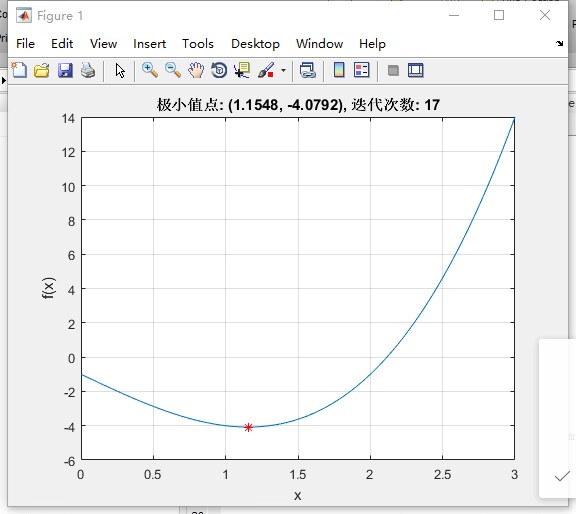 Figure 1
File Edit View Insert Tools Desktop Window Help
极小值点: (1.1548, -4.0792), 迭代次数: 17
14
12
10
8
6
4
2
0
-2
-4
-6
f(x)
0 0.5 1 1.5 2 2.5 3
x